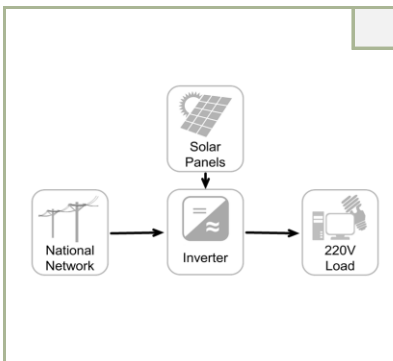 Solar
Panels
National
Network
Inverter
220V
Load